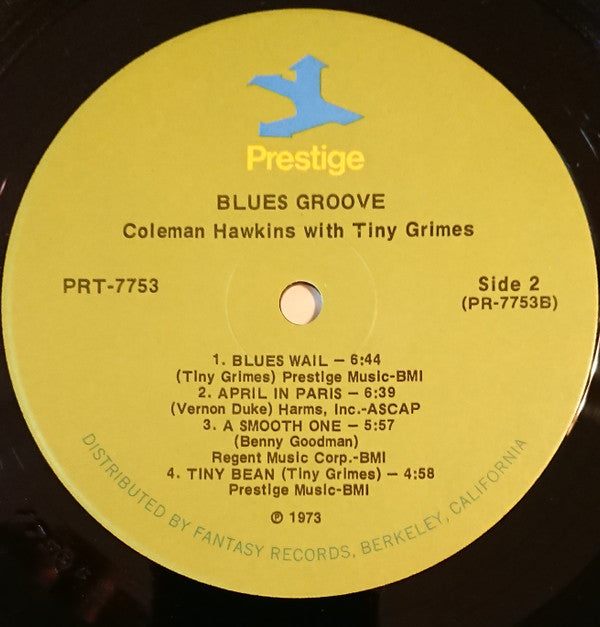 Prestige
BLUES GROOVE
Coleman Hawkins with Tiny Grimes
PRT-7753
Side 2
(PR-7753B)
1. BLUES WAIL – 6:44
(Tiny Grimes) Prestige Music-BMI
2. APRIL IN PARIS – 6:39
(Vernon Duke) Harms, Inc.-ASCAP
3. A SMOOTH ONE – 5:57
(Benny Goodman)
Regent Music Corp.-BMI
4. TINY BEAN (Tiny Grimes) – 4:58
Prestige Music-BMI
℗ 1973
DISTRIBUTED BY FANTASY RECORDS, BERKELEY, CALIFORNIA